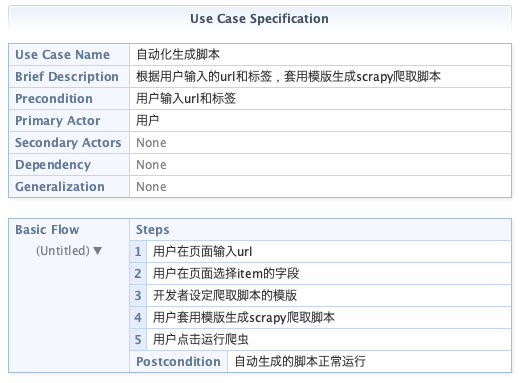 Use Case Specification
Use Case Name 自动化生成脚本
Brief Description 根据用户输入的url和标签，套用模版生成scrapy爬取脚本
Precondition 用户输入url和标签
Primary Actor 用户
Secondary Actors None
Dependency None
Generalization None
Basic Flow Steps
(Untitled) ▼ 1 用户在页面输入url
2 用户在页面选择item的字段
3 开发者设定爬取脚本的模版
4 用户套用模版生成scrapy爬取脚本
5 用户点击运行爬虫
Postcondition 自动生成的脚本正常运行